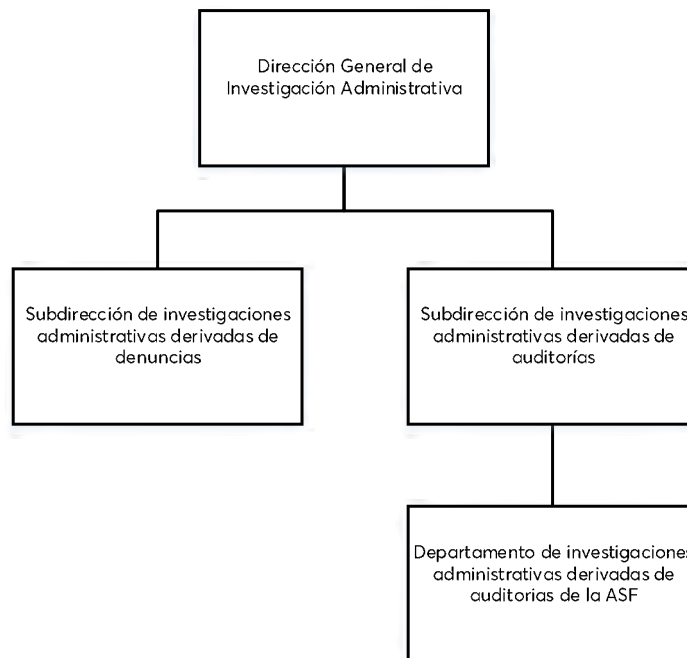 Dirección General de
Investigación Administrativa
Subdirección de investigaciones
administrativas derivadas de
denuncias
Subdirección de investigaciones
administrativas derivadas de
auditorías
Departamento de investigaciones
administrativas derivadas de
auditorias de la ASF